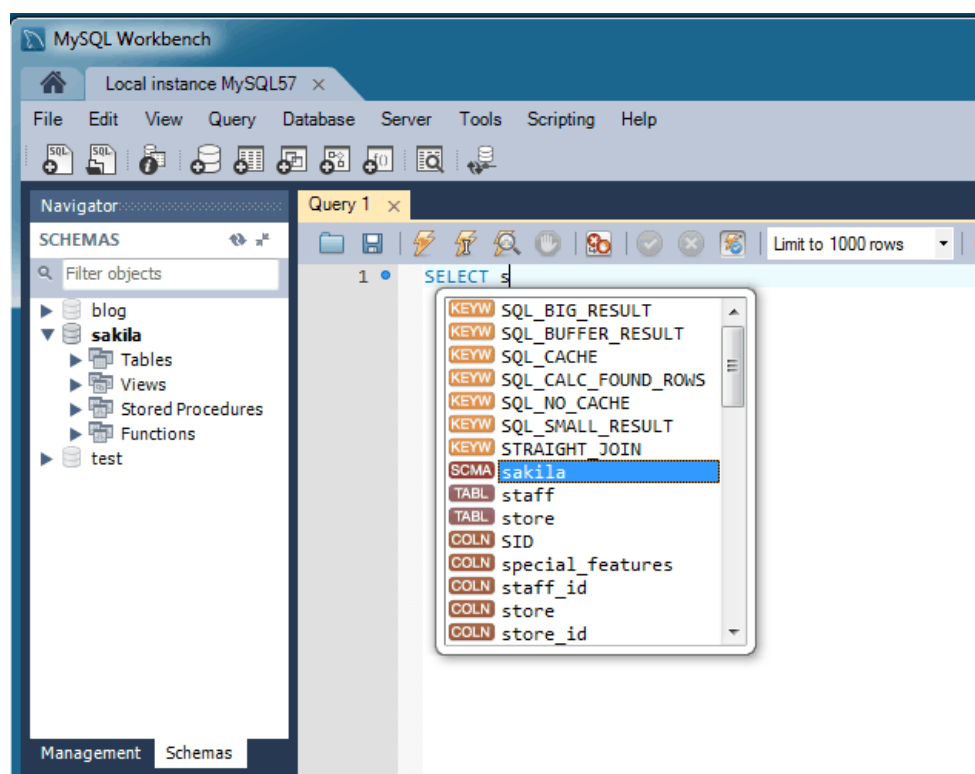 MySQL Workbench
Local instance MySQL57 ×
File Edit View Query Database Server Tools Scripting Help
SQL SQL
Navigator
Query 1 ×
SCHEMAS
Limit to 1000 rows
Filter objects
1 SELECT s
blog
sakila
Tables
Views
Stored Procedures
Functions
test
KEYW SQL_BIG_RESULT
KEYW SQL_BUFFER_RESULT
KEYW SQL_CACHE
KEYW SQL_CALC_FOUND_ROWS
KEYW SQL_NO_CACHE
KEYW SQL_SMALL_RESULT
KEYW STRAIGHT_JOIN
SCMA sakila
TABL staff
TABL store
COLN SID
COLN special_features
COLN staff_id
COLN store
COLN store_id
Management Schemas